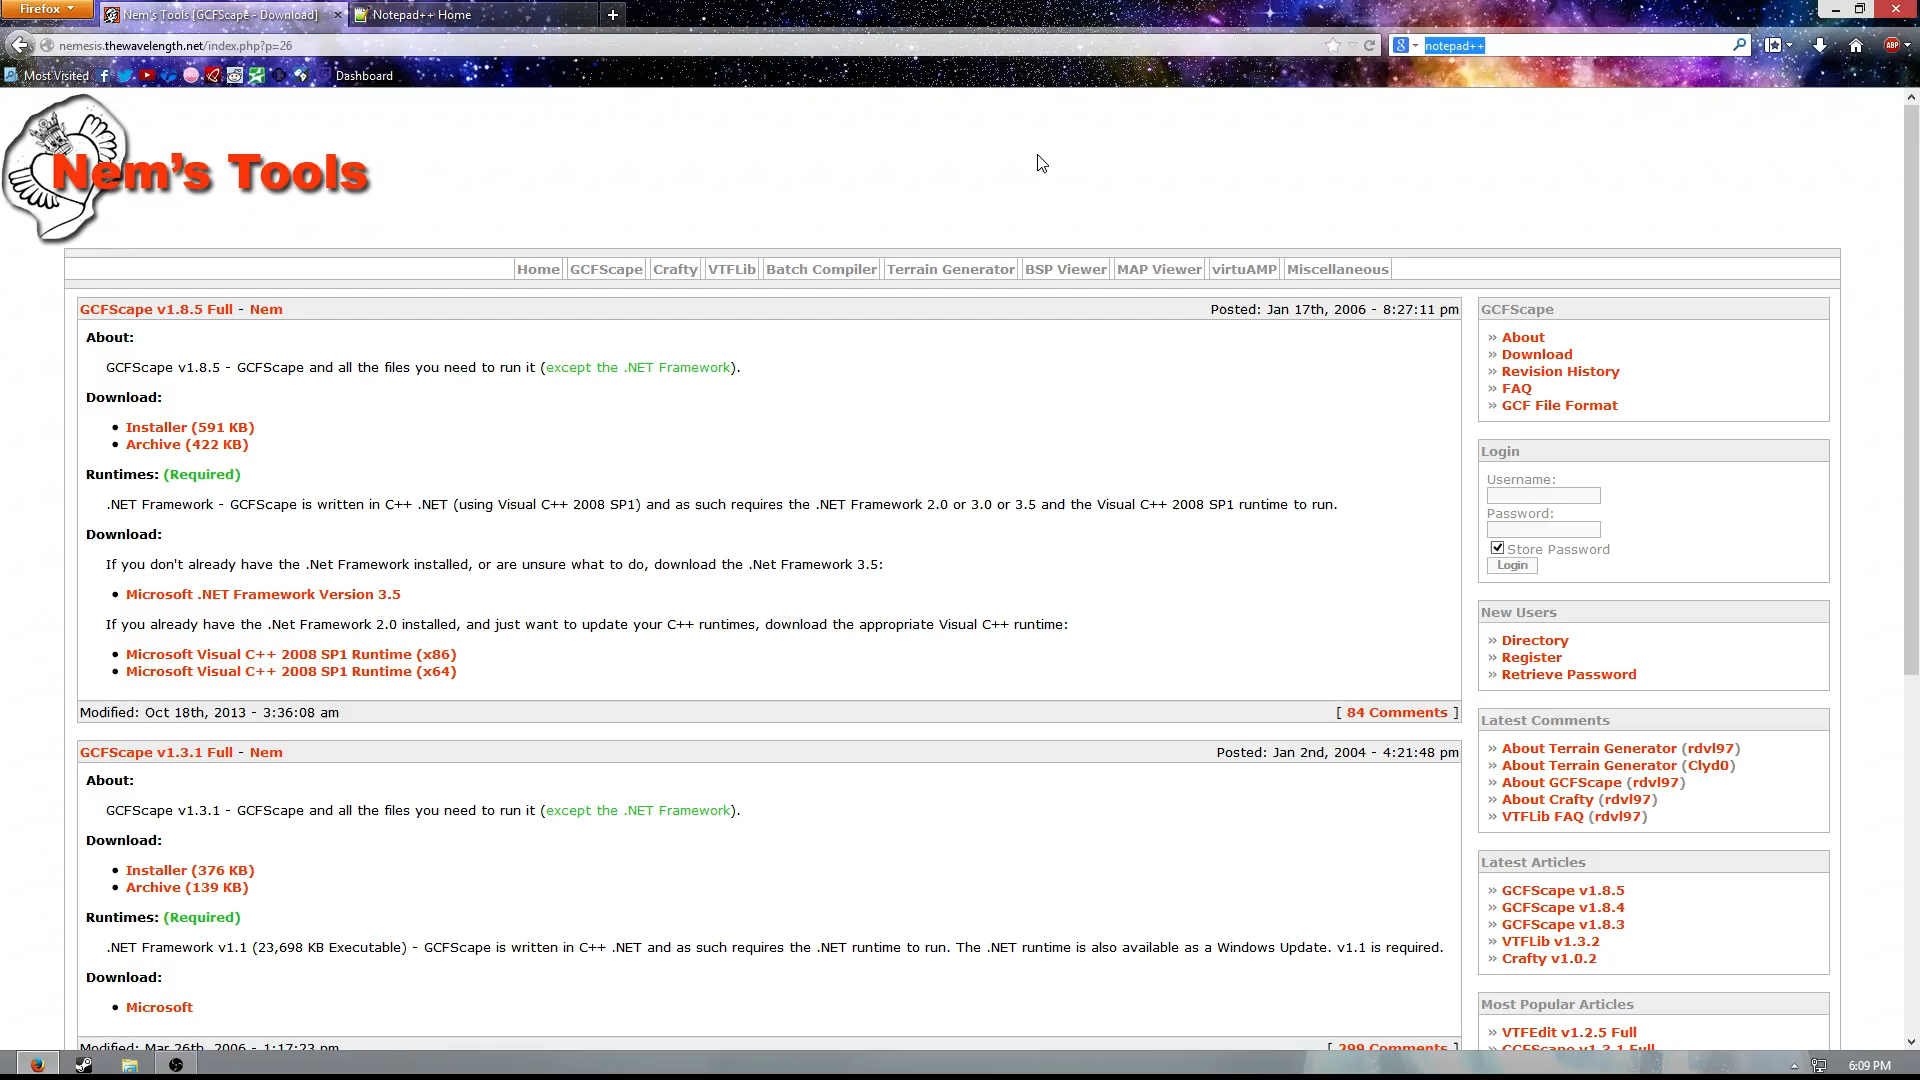 Firefox
Nem's Tools [GCFScape - Download]
Notepad++ Home
nemesis.thewavelength.net/index.php?p=26
notepad++
ABP
Most Visited
Dashboard
Nem's Tools
Home GCFScape Crafty VTFLib Batch Compiler Terrain Generator BSP Viewer MAP Viewer virtuAMP Miscellaneous
GCFScape v1.8.5 Full - Nem
Posted: Jan 17th, 2006 - 8:27:11 pm
About:
GCFScape v1.8.5 - GCFScape and all the files you need to run it (except the .NET Framework).
Download:
• Installer (591 KB)
• Archive (422 KB)
Runtimes: (Required)
.NET Framework - GCFScape is written in C++ .NET (using Visual C++ 2008 SP1) and as such requires the .NET Framework 2.0 or 3.0 or 3.5 and the Visual C++ 2008 SP1 runtime to run.
Download:
If you don't already have the .Net Framework installed, or are unsure what to do, download the .Net Framework 3.5:
• Microsoft .NET Framework Version 3.5
If you already have the .Net Framework 2.0 installed, and just want to update your C++ runtimes, download the appropriate Visual C++ runtime:
• Microsoft Visual C++ 2008 SP1 Runtime (x86)
• Microsoft Visual C++ 2008 SP1 Runtime (x64)
Modified: Oct 18th, 2013 - 3:36:08 am
[ 84 Comments ]
GCFScape v1.3.1 Full - Nem
Posted: Jan 2nd, 2004 - 4:21:48 pm
About:
GCFScape v1.3.1 - GCFScape and all the files you need to run it (except the .NET Framework).
Download:
• Installer (376 KB)
• Archive (139 KB)
Runtimes: (Required)
.NET Framework v1.1 (23,698 KB Executable) - GCFScape is written in C++ .NET and as such requires the .NET runtime to run. The .NET runtime is also available as a Windows Update. v1.1 is required.
Download:
• Microsoft
Modified: Mar 26th, 2006 - 1:17:23 pm
[ 299 Comments ]
GCFScape
» About
» Download
» Revision History
» FAQ
» GCF File Format
Login
Username:
Password:
Store Password
Login
New Users
» Directory
» Register
» Retrieve Password
Latest Comments
» About Terrain Generator (rdvl97)
» About Terrain Generator (Clyd0)
» About GCFScape (rdvl97)
» About Crafty (rdvl97)
» VTFLib FAQ (rdvl97)
Latest Articles
» GCFScape v1.8.5
» GCFScape v1.8.4
» GCFScape v1.8.3
» VTFLib v1.3.2
» Crafty v1.0.2
Most Popular Articles
» VTFEdit v1.2.5 Full
GCFScape v1.3.1 Full
6:09 PM